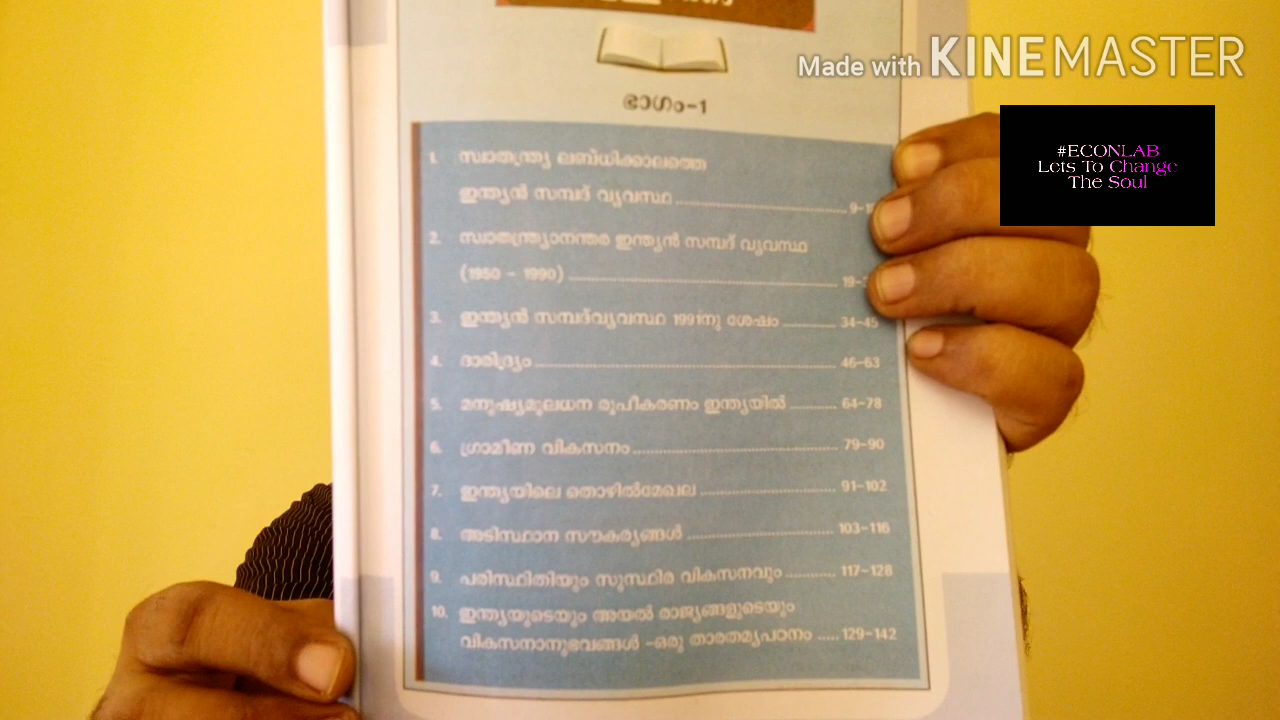 Made with KINEMASTER
#ECONLAB
Lets To Change
The Soul
ഭാഗം-1
1. സ്വാതന്ത്ര്യ ലബ്ധിക്കാലത്തെ
ഇന്ത്യൻ സമ്പദ് വ്യവസ്ഥ ........ 9-1
2. സ്വാതന്ത്ര്യാനന്തര ഇന്ത്യൻ സമ്പദ് വ്യവസ്ഥ
(1950 - 1990) ........ 19-
3. ഇന്ത്യൻ സമ്പദ്‌വ്യവസ്ഥ 1991നു ശേഷം ........ 34-45
4. ദാരിദ്ര്യം ........ 46-63
5. മനുഷ്യമൂലധന രൂപീകരണം ഇന്ത്യയിൽ ........ 64-78
6. ഗ്രാമീണ വികസനം ........ 79-90
7. ഇന്ത്യയിലെ തൊഴിൽമേഖല ........ 91-102
8. അടിസ്ഥാന സൗകര്യങ്ങൾ ........ 103-116
9. പരിസ്ഥിതിയും സുസ്ഥിര വികസനവും ........ 117-128
10. ഇന്ത്യയുടെയും അയൽ രാജ്യങ്ങളുടെയും
വികസനാനുഭവങ്ങൾ -ഒരു താരതമ്യപഠനം ..... 129-142